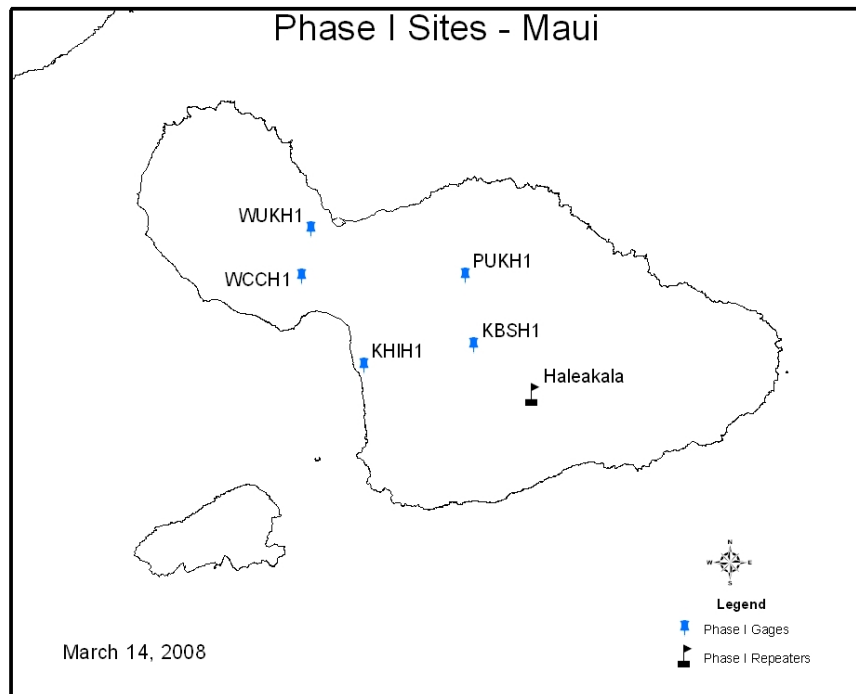 Phase I Sites - Maui
WUKH1
WCCH1
PUKH1
KBSH1
KHIH1
Haleakala
N
W
E
S
Legend
Phase I Gages
Phase I Repeaters
March 14, 2008